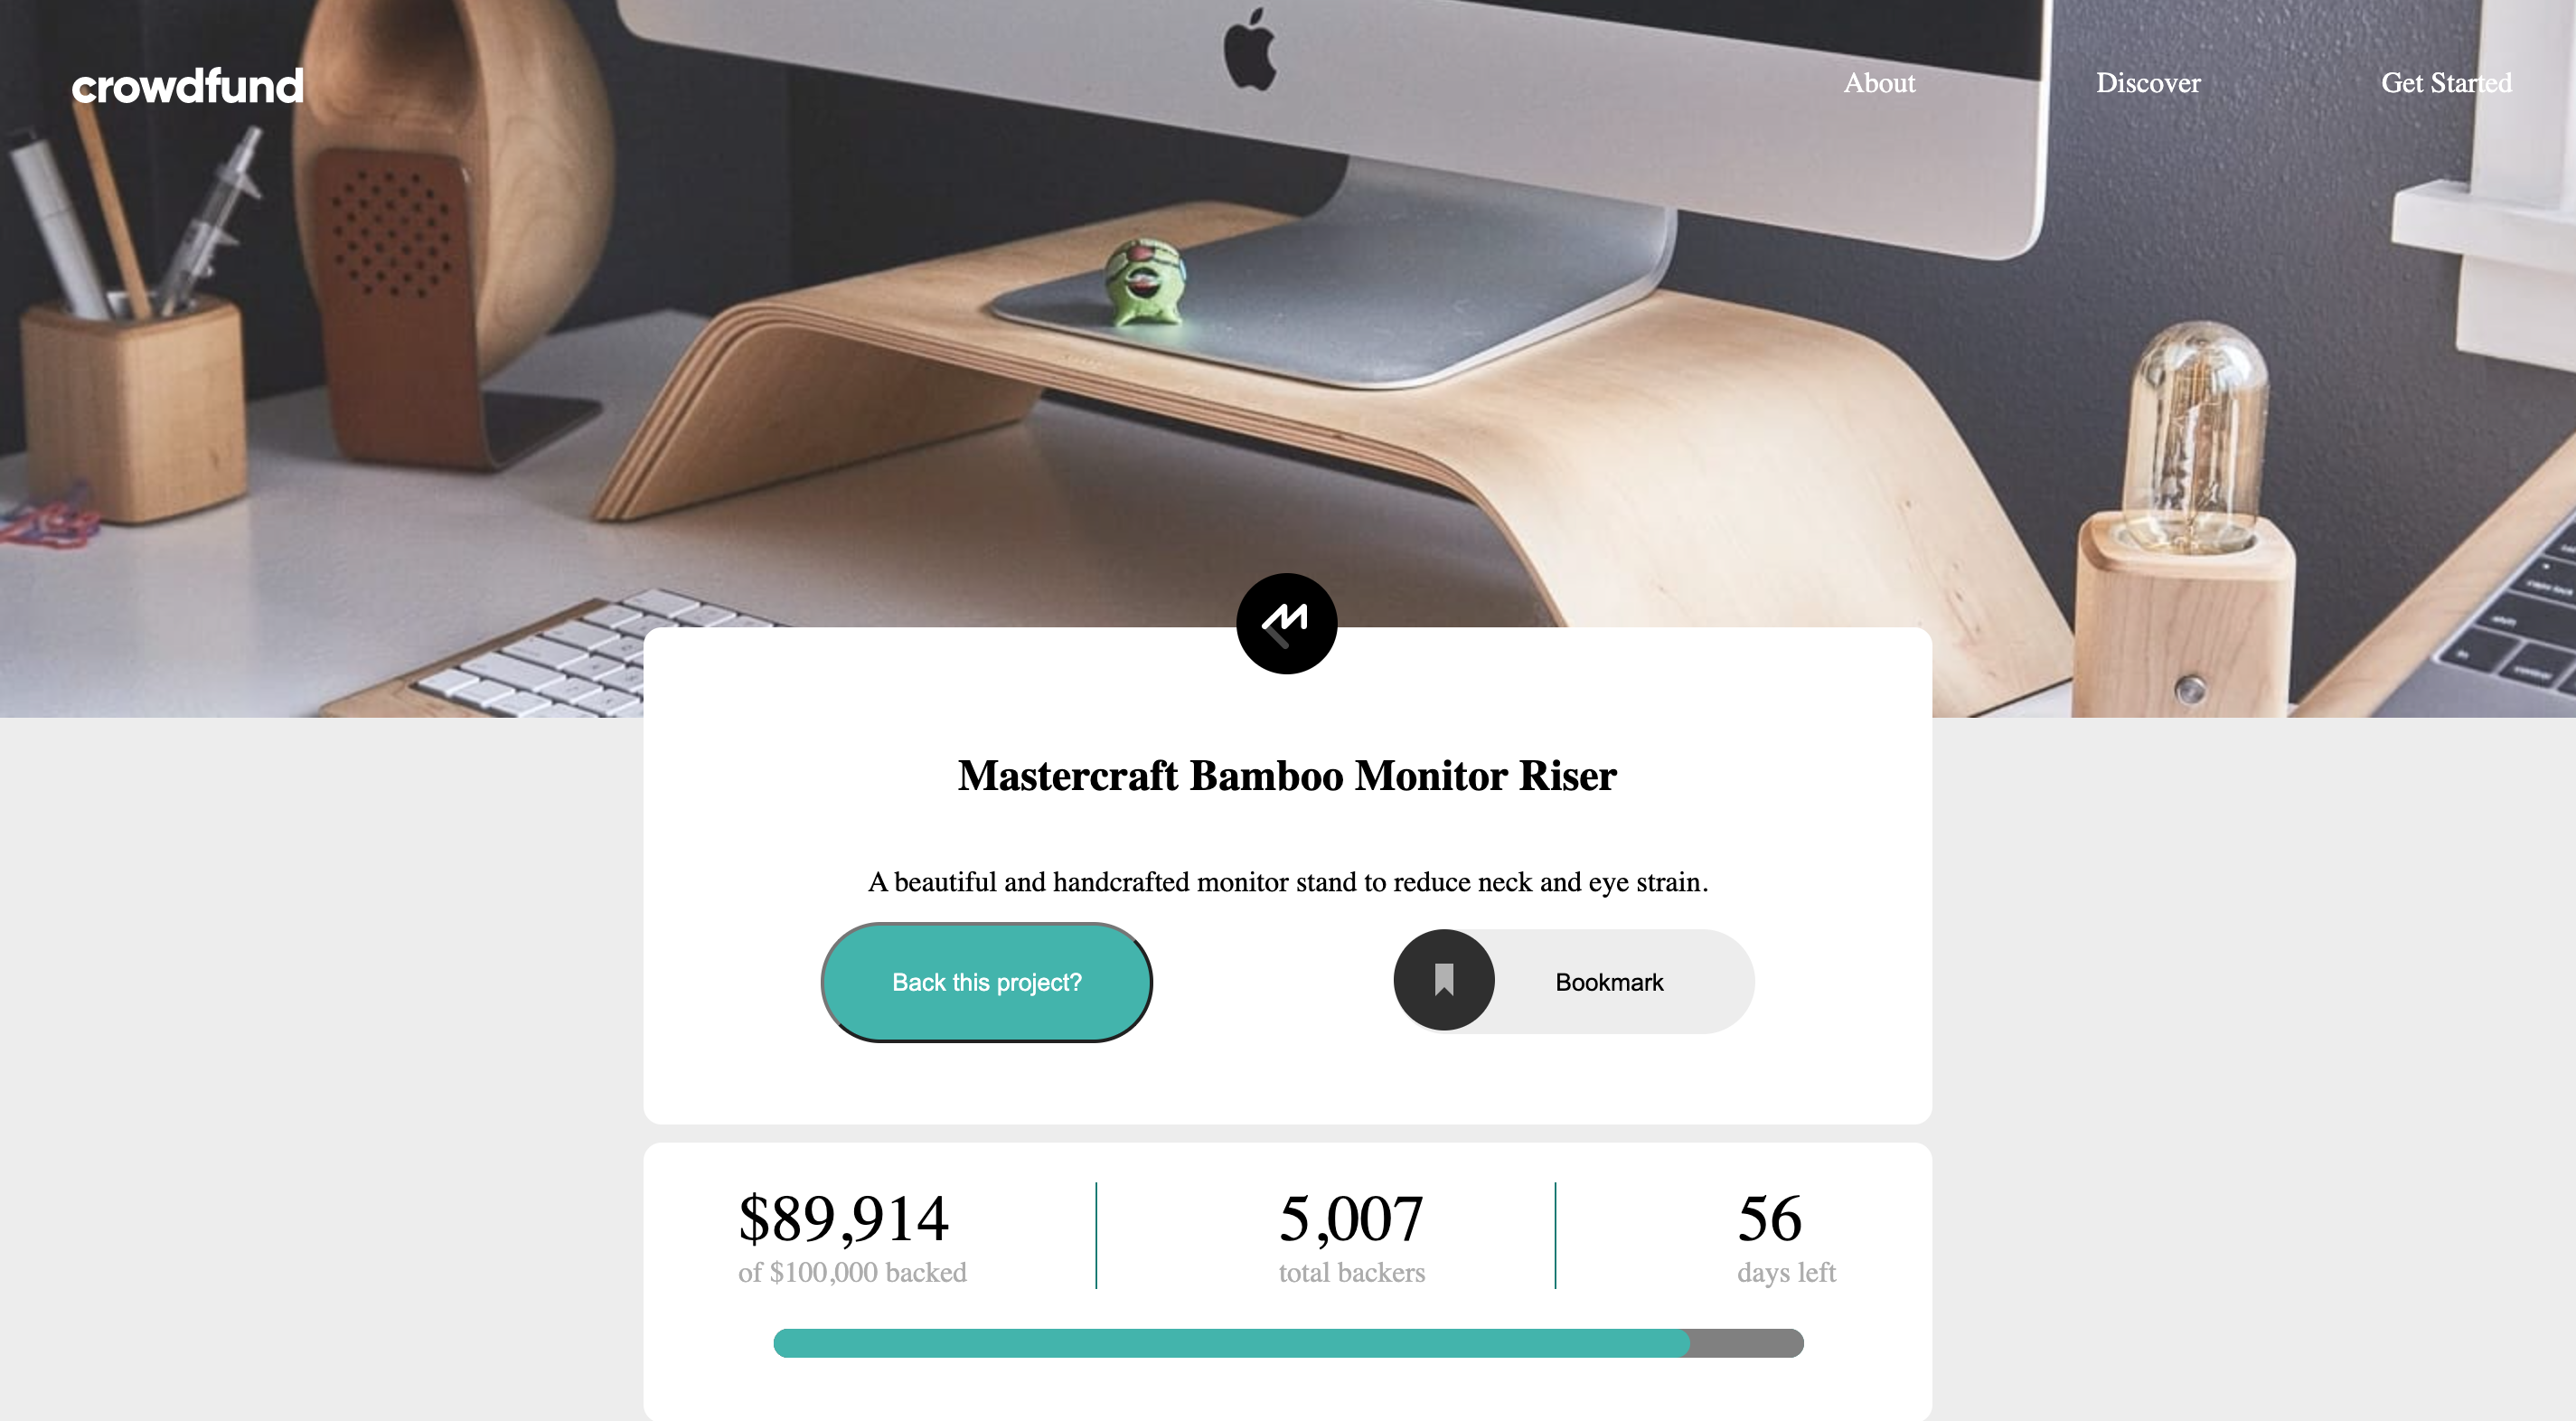 crowdfund
About
Discover
Get Started
Mastercraft Bamboo Monitor Riser
A beautiful and handcrafted monitor stand to reduce neck and eye strain.
Back this project?
Bookmark
$89,914
of $100,000 backed
5,007
total backers
56
days left